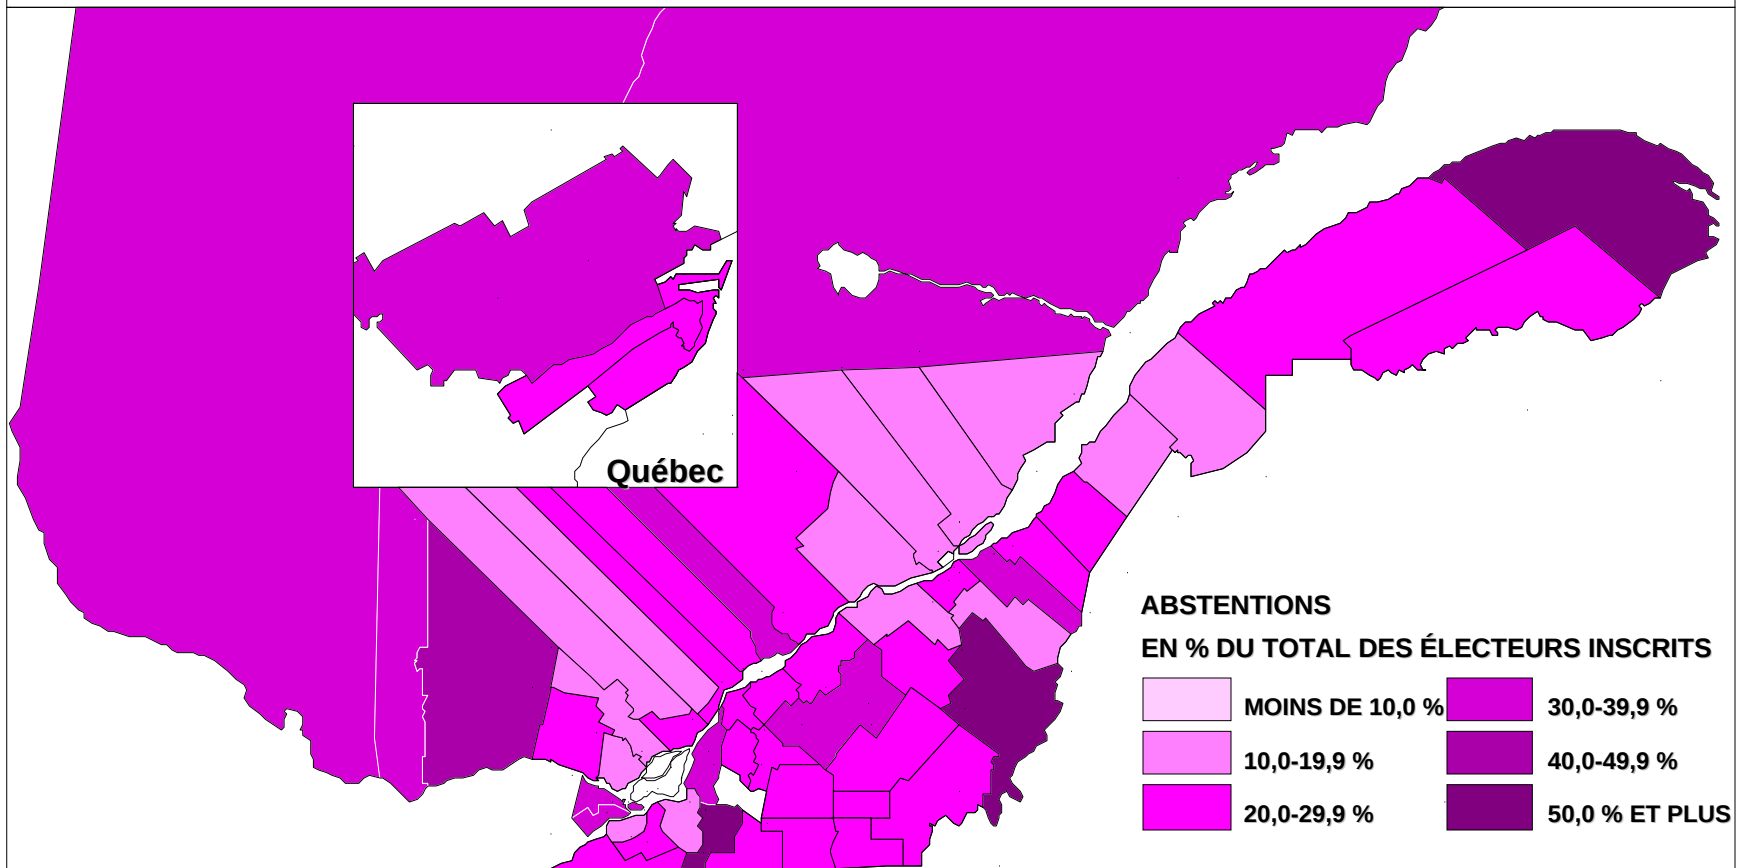 Québec
ABSTENTIONS
EN % DU TOTAL DES ÉLECTEURS INSCRITS
MOINS DE 10,0 %
10,0-19,9 %
20,0-29,9 %
30,0-39,9 %
40,0-49,9 %
50,0 % ET PLUS